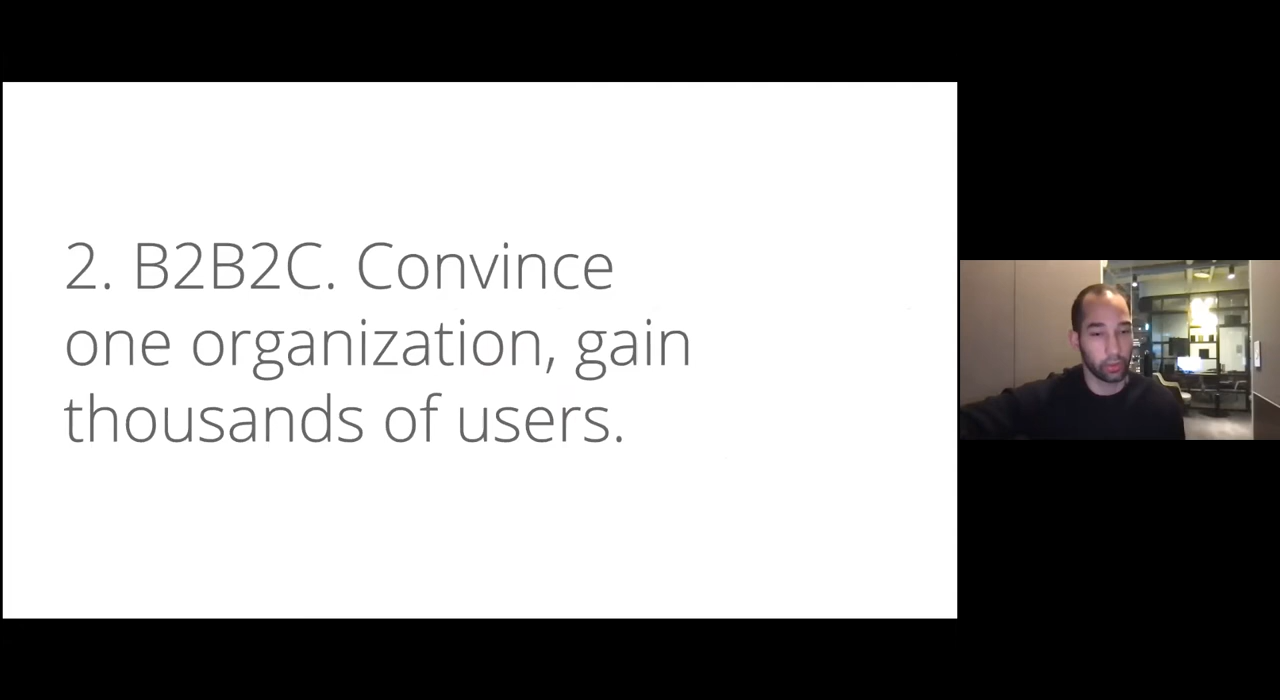 2. B2B2C. Convince
one organization, gain
thousands of users.